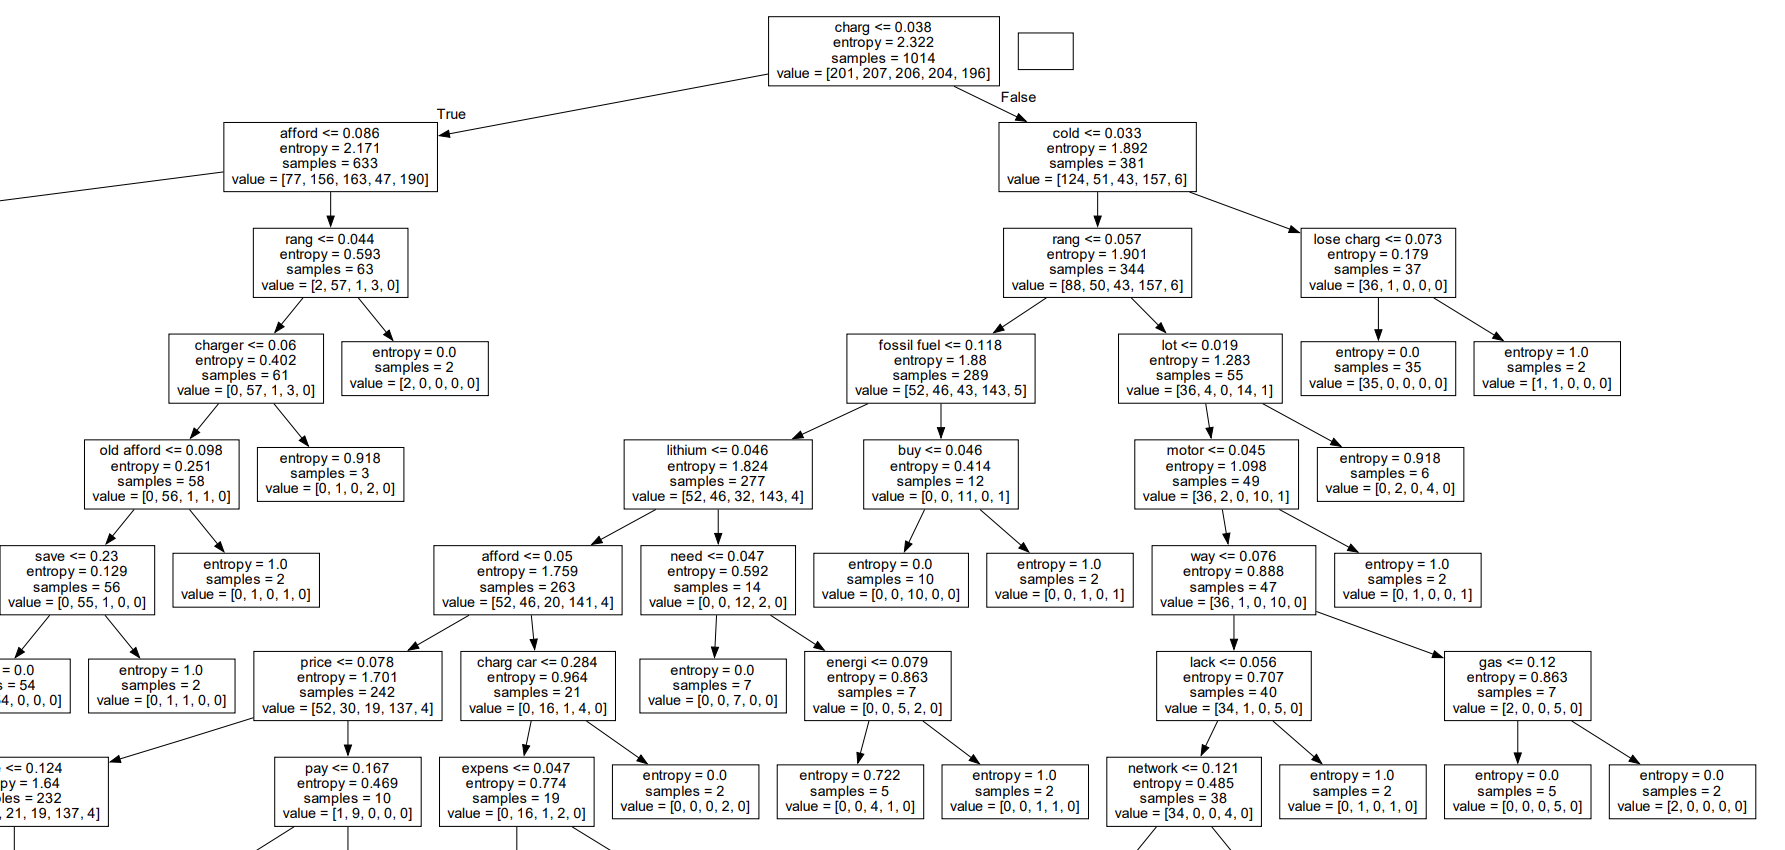 charg <= 0.038
entropy = 2.322
samples = 1014
value = [201, 207, 206, 204, 196]
True
False
afford <= 0.086
entropy = 2.171
samples = 633
value = [77, 156, 163, 47, 190]
cold <= 0.033
entropy = 1.892
samples = 381
value = [124, 51, 43, 157, 6]
rang <= 0.044
entropy = 0.593
samples = 63
value = [2, 57, 1, 3, 0]
rang <= 0.057
entropy = 1.901
samples = 344
value = [88, 50, 43, 157, 6]
lose charg <= 0.073
entropy = 0.179
samples = 37
value = [36, 1, 0, 0, 0]
charger <= 0.06
entropy = 0.402
samples = 61
value = [0, 57, 1, 3, 0]
entropy = 0.0
samples = 2
value = [2, 0, 0, 0, 0]
fossil fuel <= 0.118
entropy = 1.88
samples = 289
value = [52, 46, 43, 143, 5]
lot <= 0.019
entropy = 1.283
samples = 55
value = [36, 4, 0, 14, 1]
entropy = 0.0
samples = 35
value = [35, 0, 0, 0, 0]
entropy = 1.0
samples = 2
value = [1, 1, 0, 0, 0]
old afford <= 0.098
entropy = 0.251
samples = 58
value = [0, 56, 1, 1, 0]
entropy = 0.918
samples = 3
value = [0, 1, 0, 2, 0]
lithium <= 0.046
entropy = 1.824
samples = 277
value = [52, 46, 32, 143, 4]
buy <= 0.046
entropy = 0.414
samples = 12
value = [0, 0, 11, 0, 1]
motor <= 0.045
entropy = 1.098
samples = 49
value = [36, 2, 0, 10, 1]
entropy = 0.918
samples = 6
value = [0, 2, 0, 4, 0]
save <= 0.23
entropy = 0.129
samples = 56
value = [0, 55, 1, 0, 0]
entropy = 1.0
samples = 2
value = [0, 1, 0, 1, 0]
afford <= 0.05
entropy = 1.759
samples = 263
value = [52, 46, 20, 141, 4]
need <= 0.047
entropy = 0.592
samples = 14
value = [0, 0, 12, 2, 0]
entropy = 0.0
samples = 10
value = [0, 0, 10, 0, 0]
entropy = 1.0
samples = 2
value = [0, 0, 1, 0, 1]
way <= 0.076
entropy = 0.888
samples = 47
value = [36, 1, 0, 10, 0]
entropy = 1.0
samples = 2
value = [0, 1, 0, 0, 1]
= 0.0
= 54
4, 0, 0, 0]
entropy = 1.0
samples = 2
value = [0, 1, 1, 0, 0]
price <= 0.078
entropy = 1.701
samples = 242
value = [52, 30, 19, 137, 4]
charg car <= 0.284
entropy = 0.964
samples = 21
value = [0, 16, 1, 4, 0]
entropy = 0.0
samples = 7
value = [0, 0, 7, 0, 0]
energi <= 0.079
entropy = 0.863
samples = 7
value = [0, 0, 5, 2, 0]
lack <= 0.056
entropy = 0.707
samples = 40
value = [34, 1, 0, 5, 0]
gas <= 0.12
entropy = 0.863
samples = 7
value = [2, 0, 0, 5, 0]
<= 0.124
py = 1.64
les = 232
, 21, 19, 137, 4]
pay <= 0.167
entropy = 0.469
samples = 10
value = [1, 9, 0, 0, 0]
expens <= 0.047
entropy = 0.774
samples = 19
value = [0, 16, 1, 2, 0]
entropy = 0.0
samples = 2
value = [0, 0, 0, 2, 0]
entropy = 0.722
samples = 5
value = [0, 0, 4, 1, 0]
entropy = 1.0
samples = 2
value = [0, 0, 1, 1, 0]
network <= 0.121
entropy = 0.485
samples = 38
value = [34, 0, 0, 4, 0]
entropy = 1.0
samples = 2
value = [0, 1, 0, 1, 0]
entropy = 0.0
samples = 5
value = [0, 0, 0, 5, 0]
entropy = 0.0
samples = 2
value = [2, 0, 0, 0, 0]